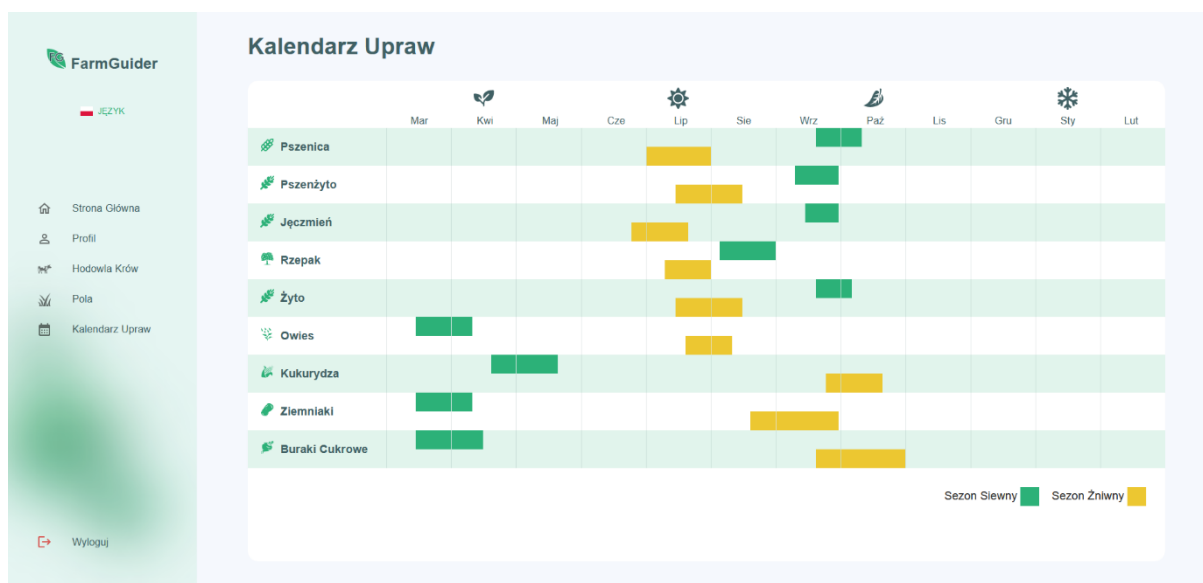 FarmGuider
JĘZYK
Strona Główna
Profil
Hodowla Krów
Pola
Kalendarz Upraw
Wyloguj
Kalendarz Upraw
Mar Kwi Maj Cze Lip Sie Wrz Paź Lis Gru Sty Lut
Pszenica
Pszenżyto
Jęczmień
Rzepak
Żyto
Owies
Kukurydza
Ziemniaki
Buraki Cukrowe
Sezon Siewny Sezon Żniwny